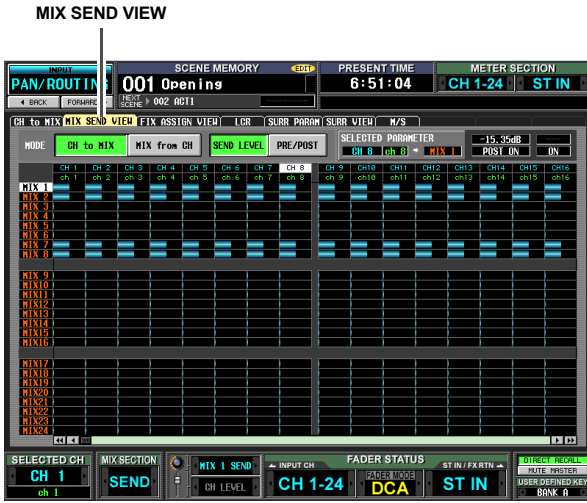 MIX SEND VIEW
INPUT SCENE MEMORY EDIT PRESENT TIME METER SECTION
PAN/ROUTING 001 Opening 6:51:04 CH 1-24 ST IN
BACK FORWARD NEXT SCENE 002 ACT1
CH to MIX MIX SEND VIEW FIX ASSIGN VIEW LCR SURR PARAM SURR VIEW M/S
MODE CH to MIX MIX from CH SEND LEVEL PRE/POST SELECTED PARAMETER -15.35dB
CH 8 ch 8 MIX 1 POST ON ON
CH 1 CH 2 CH 3 CH 4 CH 5 CH 6 CH 7 CH 8 CH 9 CH10 CH11 CH12 CH13 CH14 CH15 CH16
ch 1 ch 2 ch 3 ch 4 ch 5 ch 6 ch 7 ch 8 ch 9 ch10 ch11 ch12 ch13 ch14 ch15 ch16
MIX 1
MIX 2
MIX 3
MIX 4
MIX 5
MIX 6
MIX 7
MIX 8
MIX 9
MIX10
MIX11
MIX12
MIX13
MIX14
MIX15
MIX16
MIX17
MIX18
MIX19
MIX20
MIX21
MIX22
MIX23
MIX24
SELECTED CH MIX SECTION MIX 1 SEND INPUT CH FADER STATUS ST IN / FX RTN DIRECT RECALL
CH 1 SEND CH LEVEL CH 1-24 FADER MODE DCA ST IN MUTE MASTER
ch 1 USER DEFINED KEY
BANK A